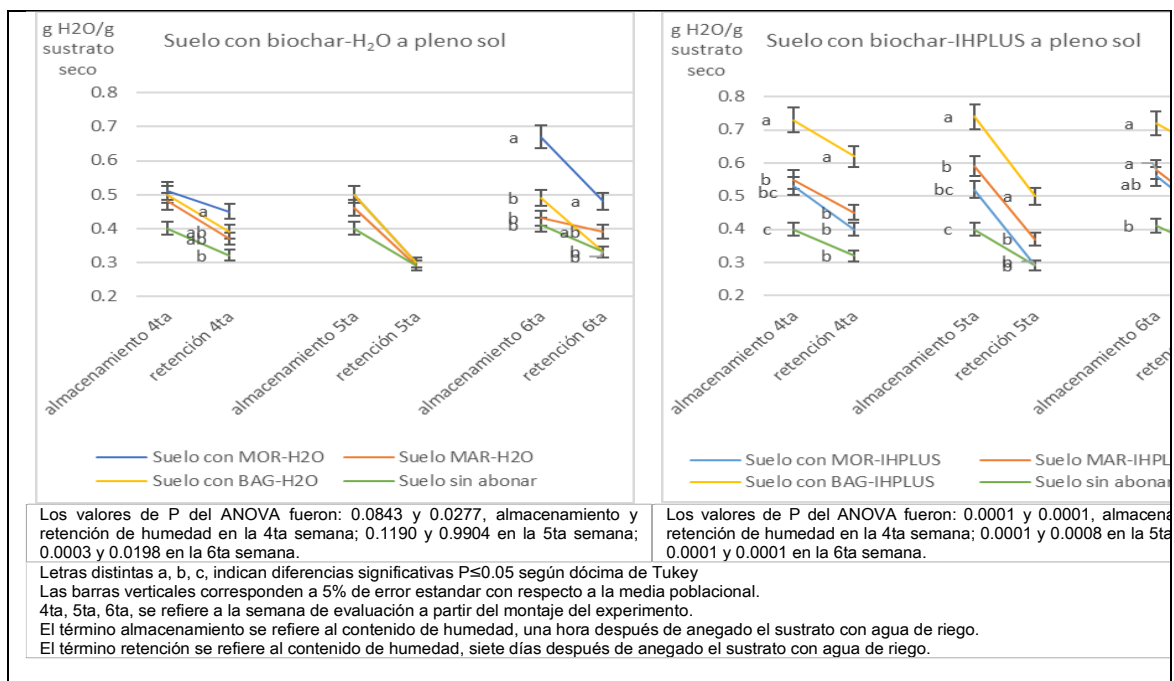 g H2O/g
sustrato
seco
Suelo con biochar-H₂O a pleno sol
0.8
0.7
0.6
0.5
0.4
0.3
0.2
a
ab
ab
b
a
b
b
b
a
ab
b
b
almacenamiento 4ta
retención 4ta
almacenamiento 5ta
retención 5ta
almacenamiento 6ta
retención 6ta
Suelo con MOR-H2O
Suelo MAR-H2O
Suelo con BAG-H2O
Suelo sin abonar
g H2O/g
sustrato
seco
Suelo con biochar-IHPLUS a pleno sol
0.8
0.7
0.6
0.5
0.4
0.3
0.2
a
b
bc
c
a
b
b
b
a
b
bc
c
a
b
b
b
a
a
ab
b
almacenamiento 4ta
retención 4ta
almacenamiento 5ta
retención 5ta
almacenamiento 6ta
Suelo con MOR-IHPLUS
Suelo MAR-IHPL
Suelo con BAG-IHPLUS
Suelo sin abonar
Los valores de P del ANOVA fueron: 0.0843 y 0.0277, almacenamiento y
retención de humedad en la 4ta semana; 0.1190 y 0.9904 en la 5ta semana;
0.0003 y 0.0198 en la 6ta semana.
Los valores de P del ANOVA fueron: 0.0001 y 0.0001, almacena
retención de humedad en la 4ta semana; 0.0001 y 0.0008 en la 5ta
0.0001 y 0.0001 en la 6ta semana.
Letras distintas a, b, c, indican diferencias significativas P≤0.05 según dócima de Tukey
Las barras verticales corresponden a 5% de error estandar con respecto a la media poblacional.
4ta, 5ta, 6ta, se refiere a la semana de evaluación a partir del montaje del experimento.
El término almacenamiento se refiere al contenido de humedad, una hora después de anegado el sustrato con agua de riego.
El término retención se refiere al contenido de humedad, siete días después de anegado el sustrato con agua de riego.